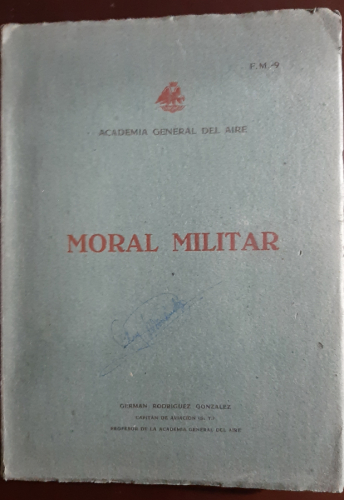 F. M.-9
ACADEMIA GENERAL DEL AIRE
MORAL MILITAR
GERMAN RODRIGUEZ GONZALEZ
CAPITAN DE AVIACION
PROFESOR DE LA ACADEMIA GENERAL DEL AIRE